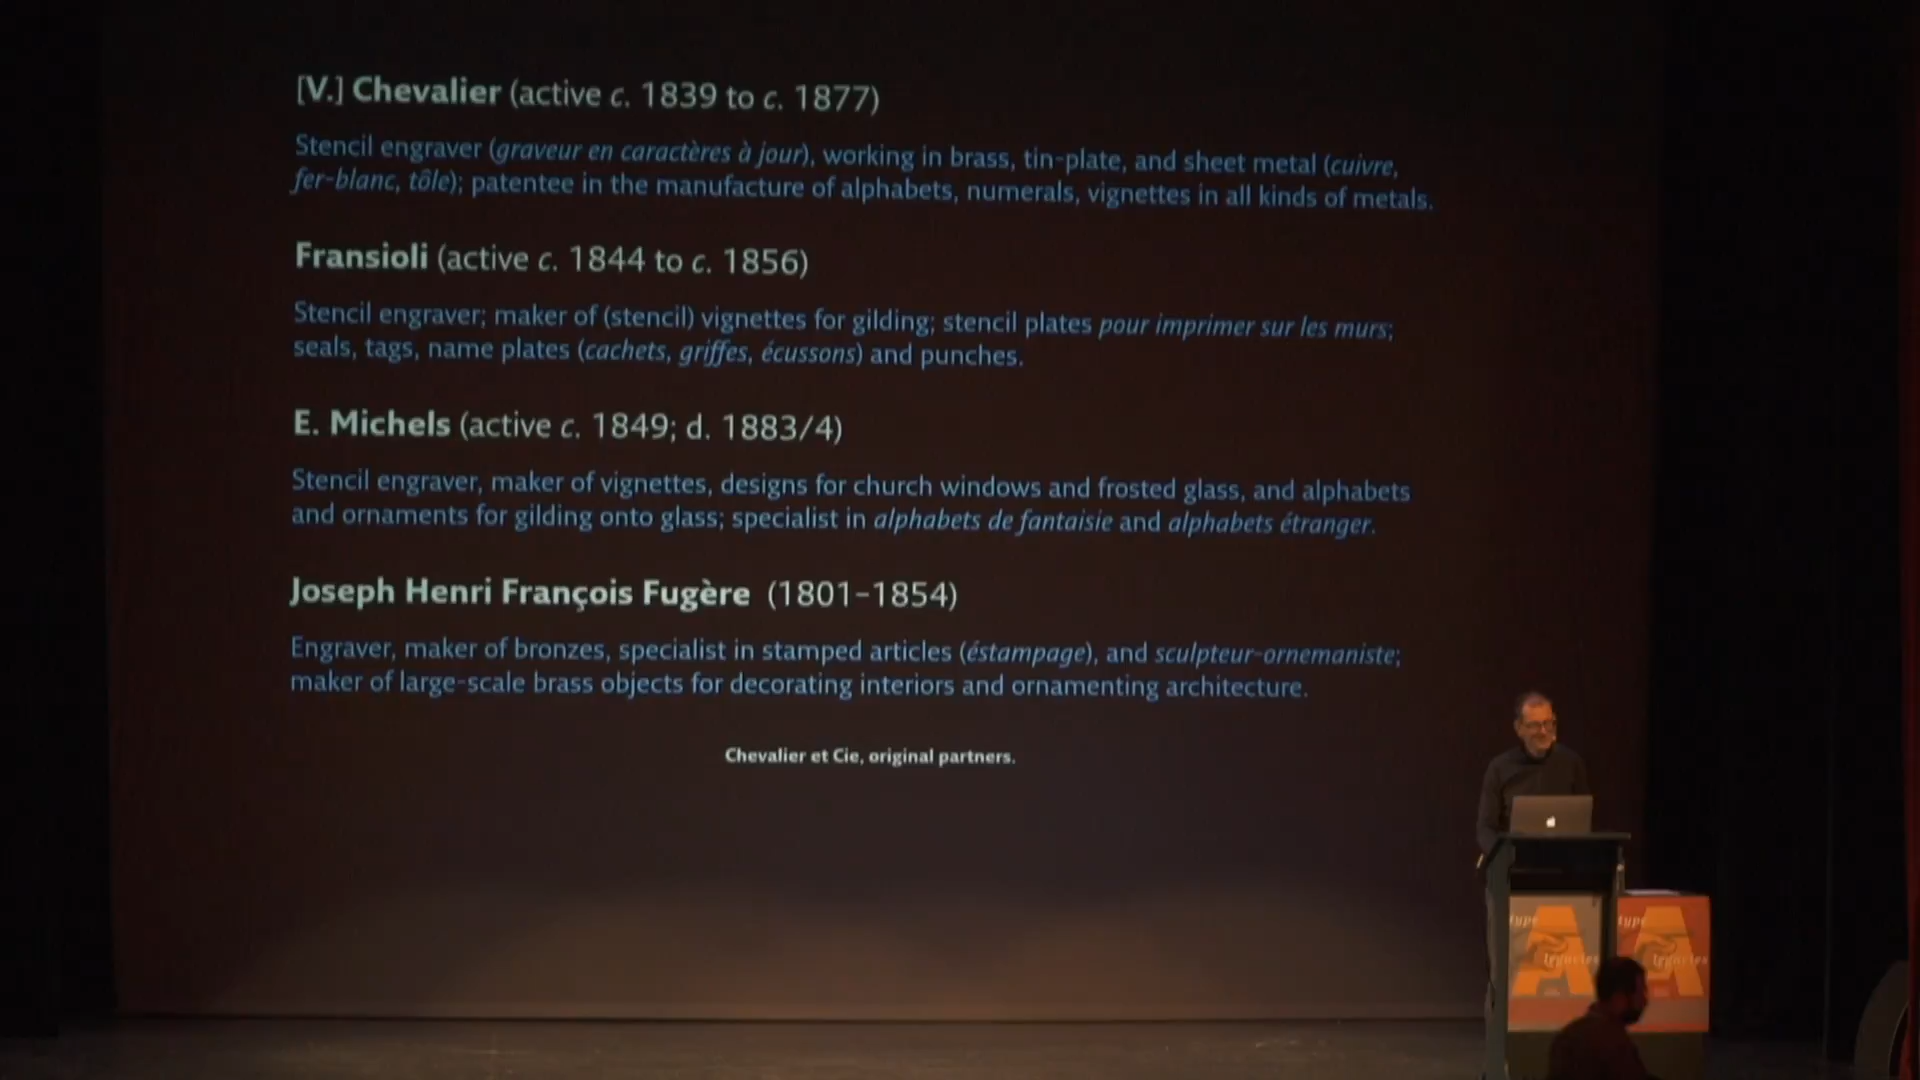 [V.] Chevalier (active c. 1839 to c. 1877)
Stencil engraver (graveur en caractères à jour), working in brass, tin-plate, and sheet metal (cuivre,
fer-blanc, tôle); patentee in the manufacture of alphabets, numerals, vignettes in all kinds of metals.
Fransioli (active c. 1844 to c. 1856)
Stencil engraver; maker of (stencil) vignettes for gilding; stencil plates pour imprimer sur les murs;
seals, tags, name plates (cachets, griffes, écussons) and punches.
E. Michels (active c. 1849; d. 1883/4)
Stencil engraver, maker of vignettes, designs for church windows and frosted glass, and alphabets
and ornaments for gilding onto glass; specialist in alphabets de fantaisie and alphabets étranger.
Joseph Henri François Fugère (1801–1854)
Engraver, maker of bronzes, specialist in stamped articles (éstampage), and sculpteur-ornemaniste;
maker of large-scale brass objects for decorating interiors and ornamenting architecture.
Chevalier et Cie, original partners.
type
A
legacies
type
A
legacies